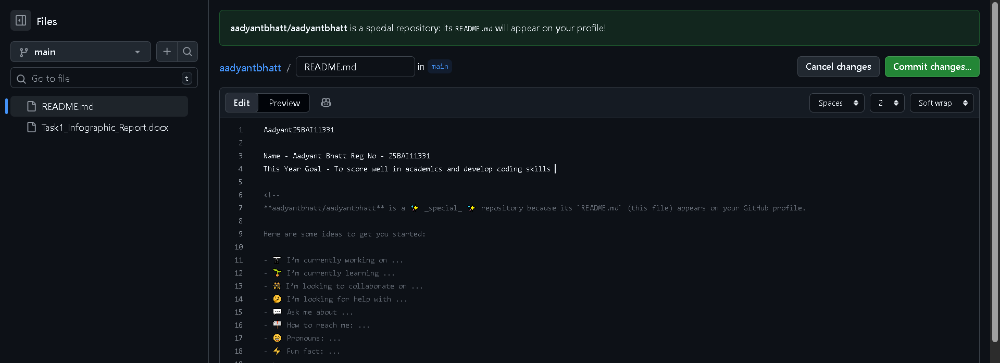 Files
aadyantbhatt/aadyantbhatt is a special repository: its README.md will appear on your profile!
main
Go to file
t
README.md
Task1_Infographic_Report.docx
aadyantbhatt / README.md in main
Cancel changes
Commit changes...
Edit
Preview
Spaces
2
Soft wrap
1 Aadyant25BAI11331
2
3 Name - Aadyant Bhatt Reg No - 25BAI11331
4 This Year Goal - To score well in academics and develop coding skills
5
6 <!--
7 **aadyantbhatt/aadyantbhatt** is a ✨ _special_ ✨ repository because its `README.md` (this file) appears on your GitHub profile.
8
9 Here are some ideas to get you started:
10
11 - 🔭 I’m currently working on ...
12 - 🌱 I’m currently learning ...
13 - 👯 I’m looking to collaborate on ...
14 - 🤔 I’m looking for help with ...
15 - 💬 Ask me about ...
16 - 📫 How to reach me: ...
17 - 😄 Pronouns: ...
18 - ⚡ Fun fact: ...